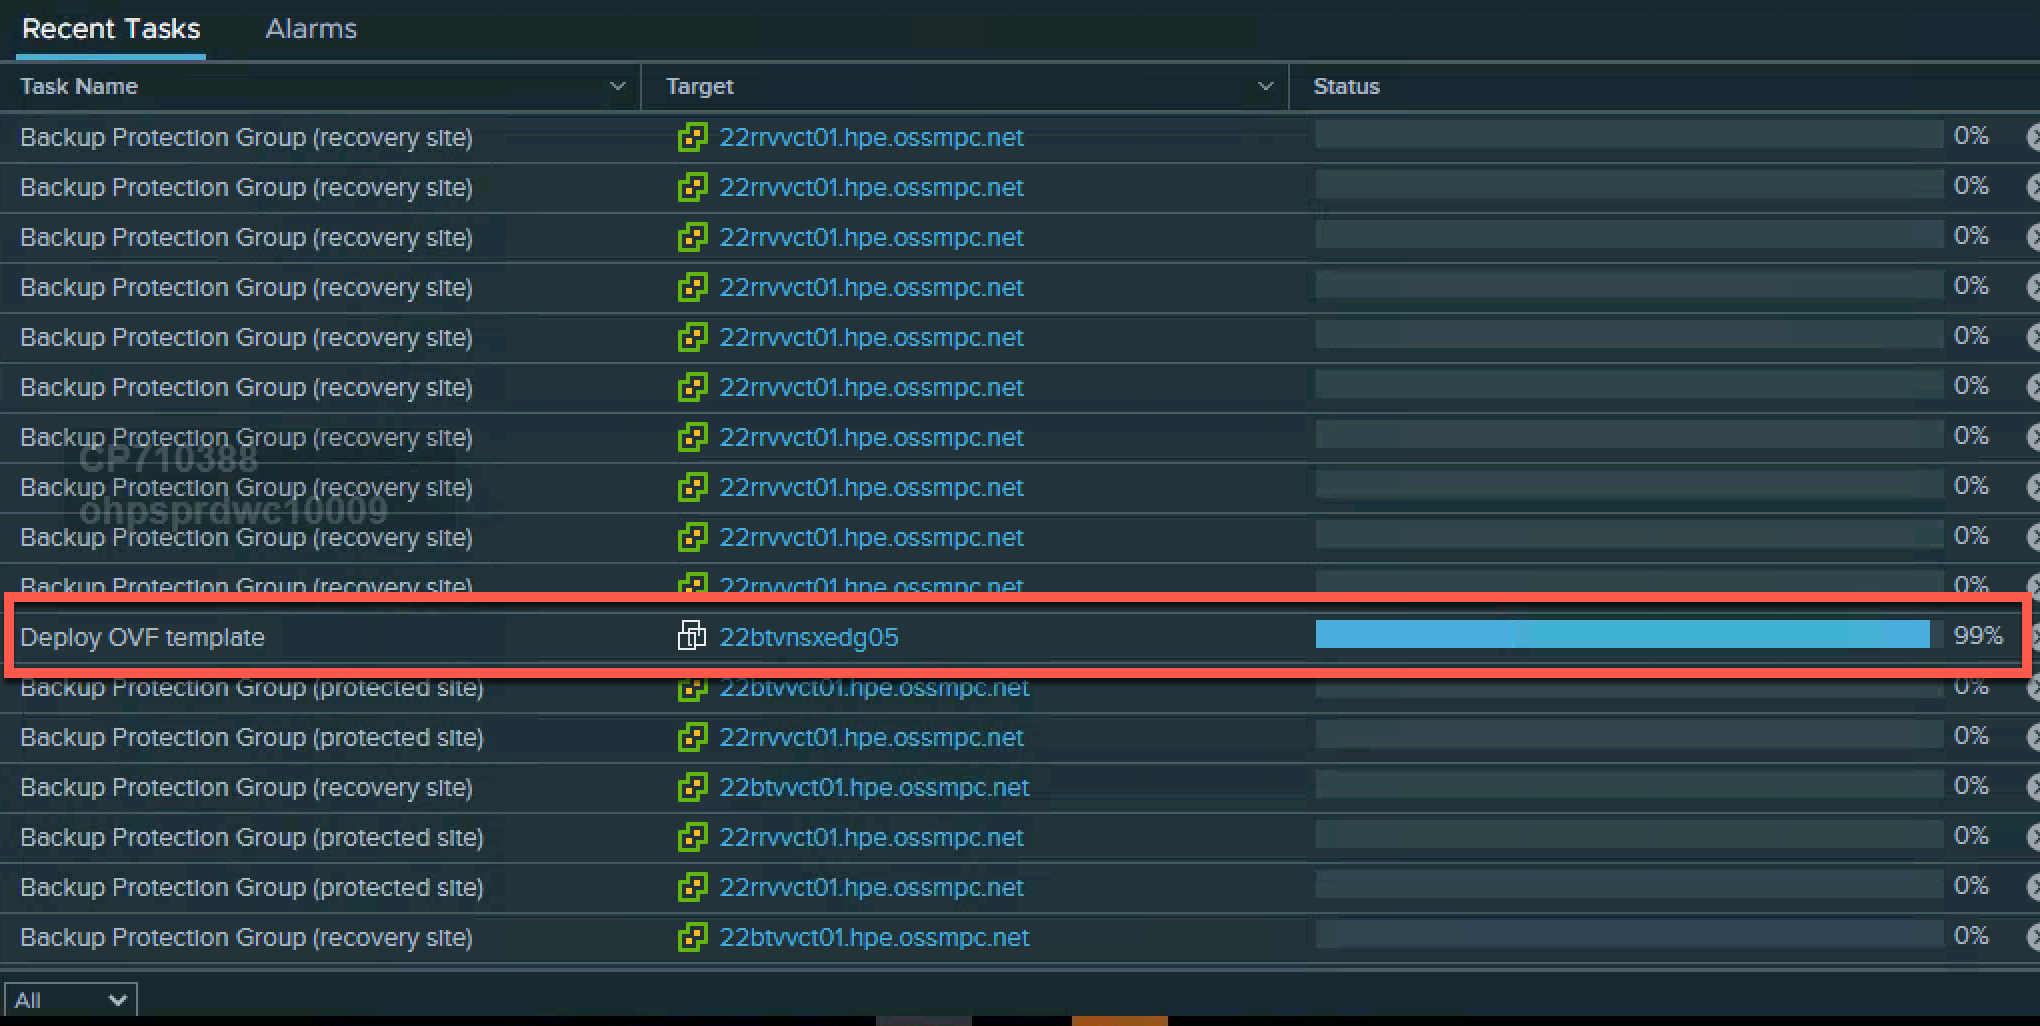 Recent Tasks Alarms
Task Name Target Status
Backup Protection Group (recovery site) 22rrvvct01.hpe.ossmpc.net 0%
Backup Protection Group (recovery site) 22rrvvct01.hpe.ossmpc.net 0%
Backup Protection Group (recovery site) 22rrvvct01.hpe.ossmpc.net 0%
Backup Protection Group (recovery site) 22rrvvct01.hpe.ossmpc.net 0%
Backup Protection Group (recovery site) 22rrvvct01.hpe.ossmpc.net 0%
Backup Protection Group (recovery site) 22rrvvct01.hpe.ossmpc.net 0%
Backup Protection Group (recovery site) 22rrvvct01.hpe.ossmpc.net 0%
CP710388
Backup Protection Group (recovery site) 22rrvvct01.hpe.ossmpc.net 0%
ohpsprdwc10009
Backup Protection Group (recovery site) 22rrvvct01.hpe.ossmpc.net 0%
Backup Protection Group (recovery site) 22rrvvct01.hpe.ossmpc.net 0%
Deploy OVF template 22btvnsxedg05 99%
Backup Protection Group (protected site) 22btvvct01.hpe.ossmpc.net 0%
Backup Protection Group (protected site) 22rrvvct01.hpe.ossmpc.net 0%
Backup Protection Group (recovery site) 22btvvct01.hpe.ossmpc.net 0%
Backup Protection Group (protected site) 22rrvvct01.hpe.ossmpc.net 0%
Backup Protection Group (protected site) 22rrvvct01.hpe.ossmpc.net 0%
Backup Protection Group (recovery site) 22btvvct01.hpe.ossmpc.net 0%
All